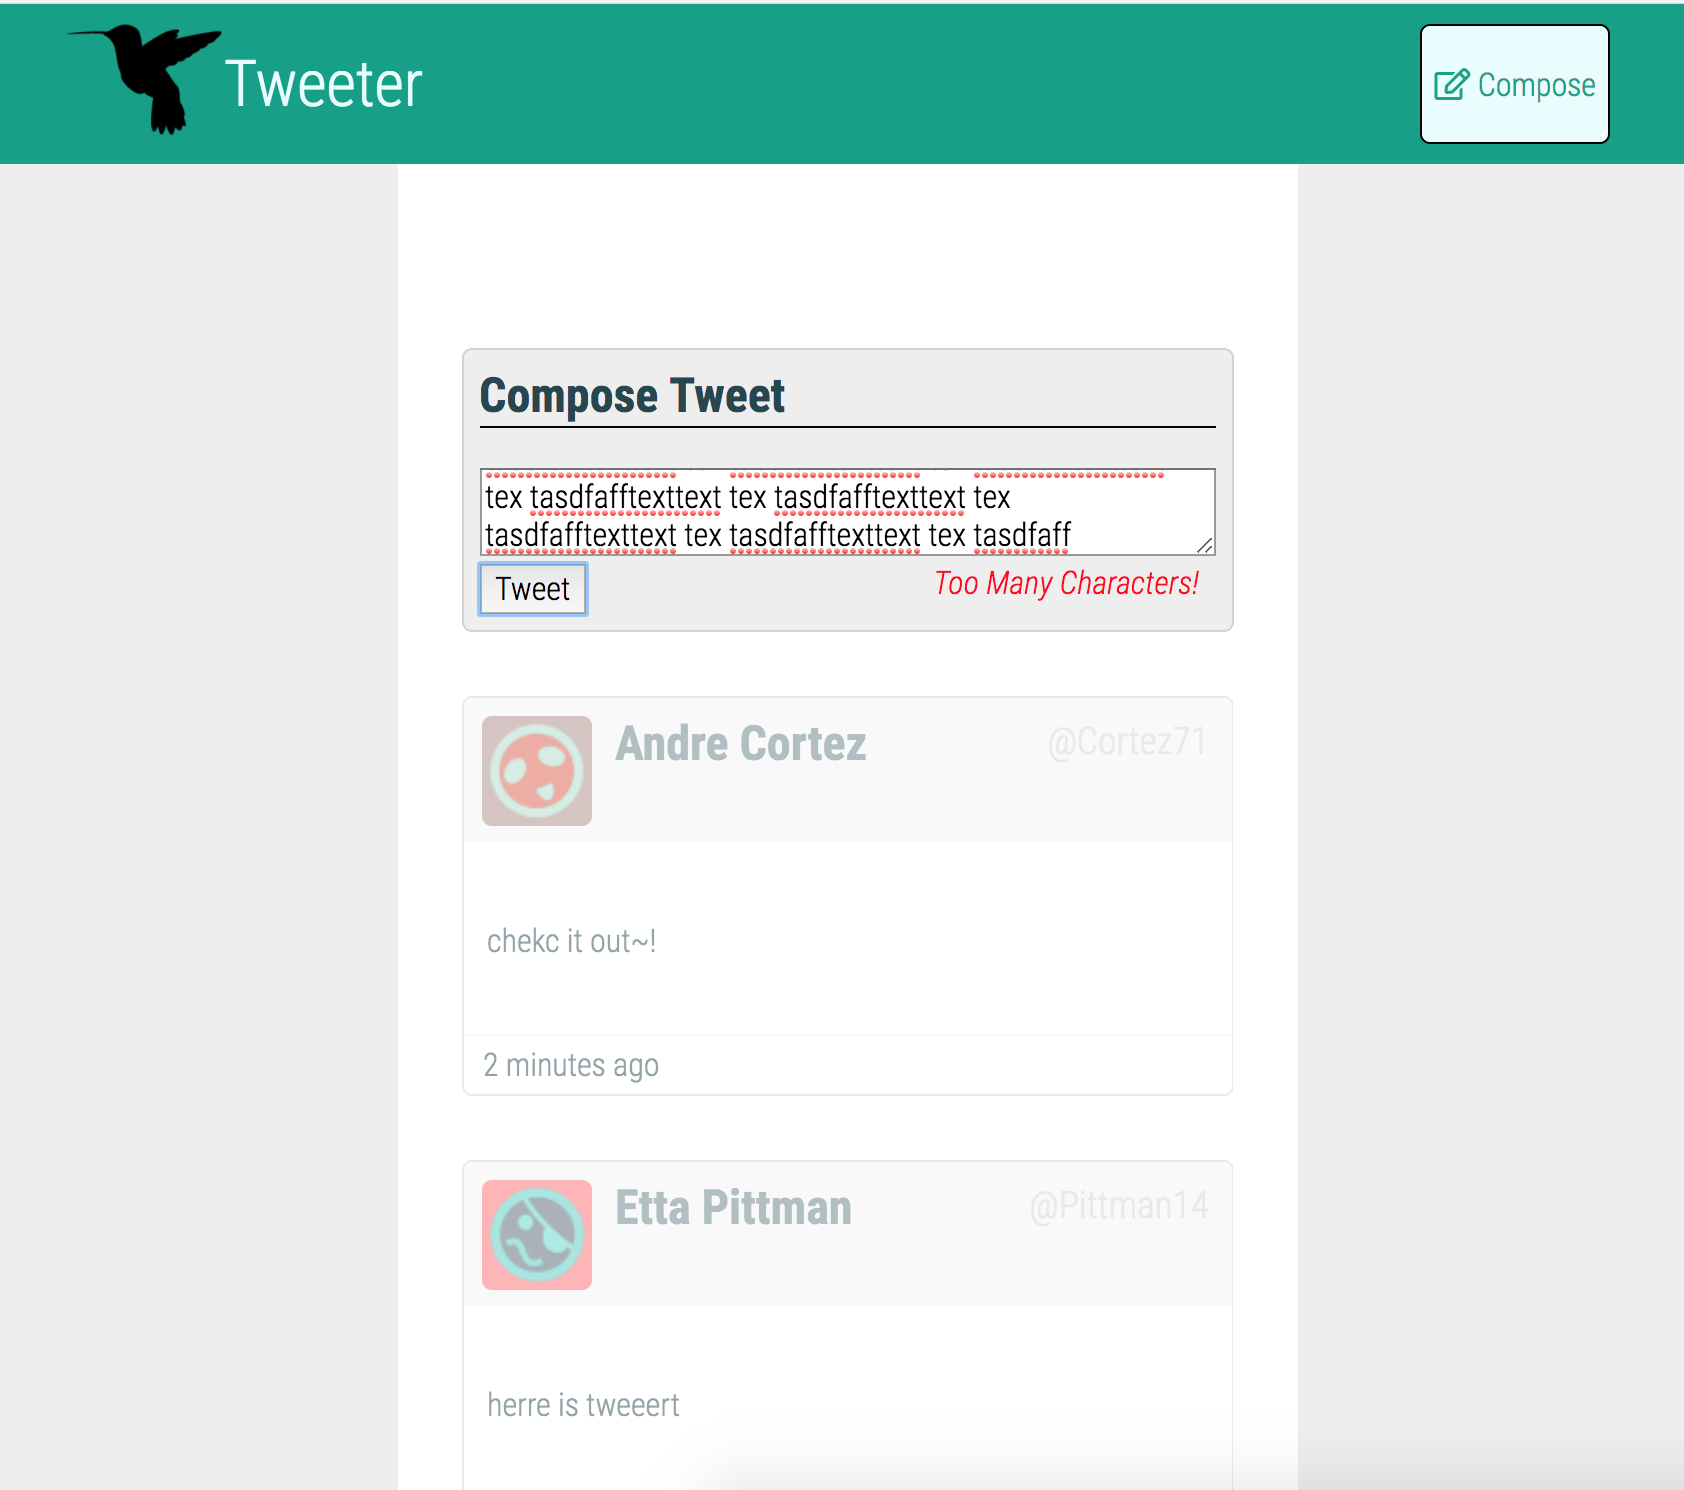 Tweeter
Compose
Compose Tweet
tex tasdfafftexttext tex tasdfafftexttext tex
tasdfafftexttext tex tasdfafftexttext tex tasdfaff
Tweet
Too Many Characters!
Andre Cortez
@Cortez71
chekc it out~!
2 minutes ago
Etta Pittman
@Pittman14
herre is tweeert